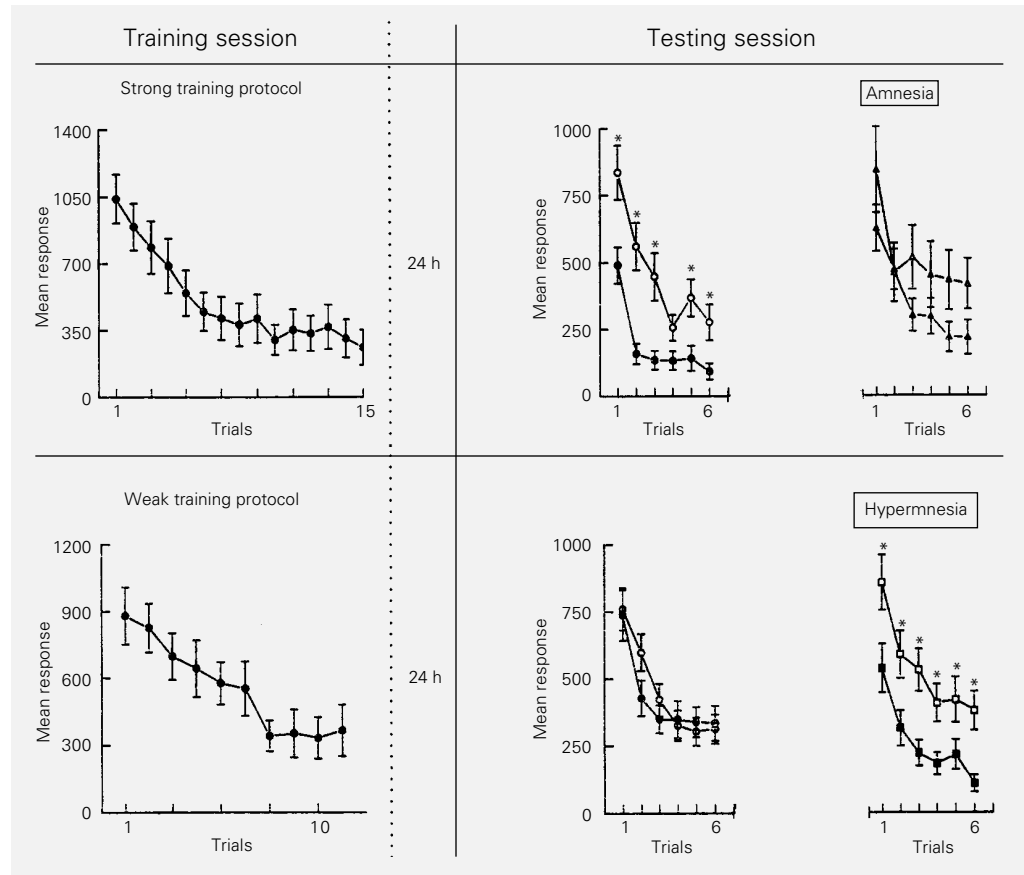 Training session
Testing session
Strong training protocol
Amnesia
1400
1050
700
350
0
Mean response
1
15
Trials
24 h
1000
750
500
250
0
Mean response
* * * * *
1
6
Trials
1
6
Trials
Weak training protocol
Hypermnesia
1200
900
600
300
0
Mean response
1
10
Trials
24 h
1000
750
500
250
0
Mean response
1
6
Trials
* * * * * *
1
6
Trials